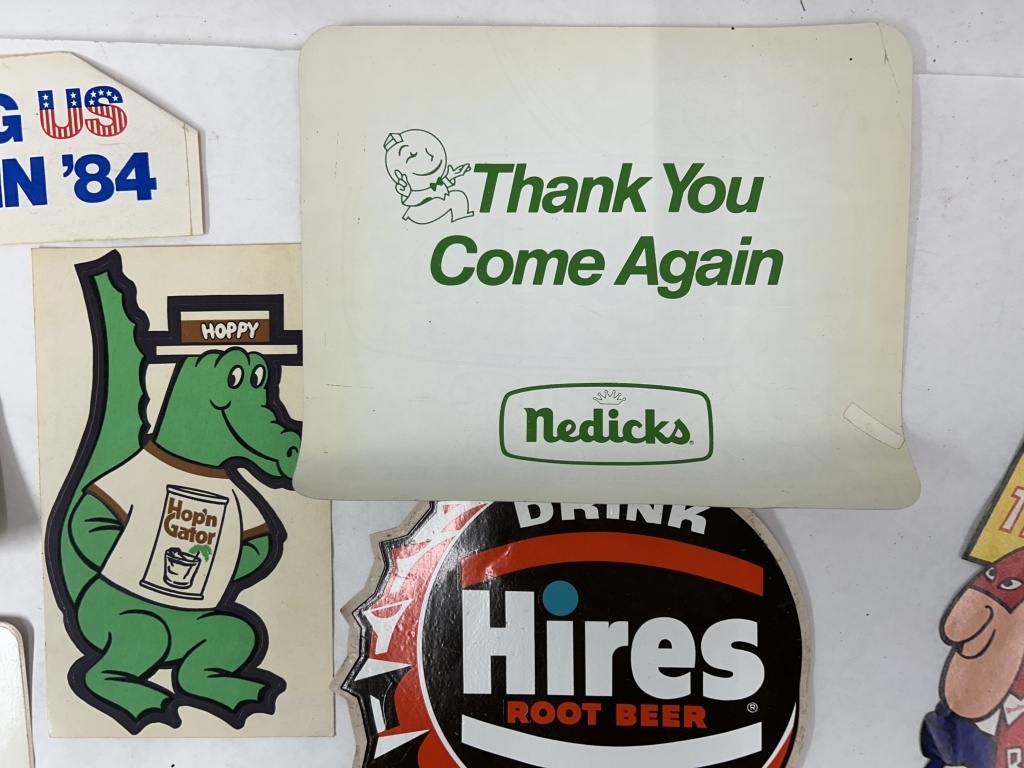 US
'84
Thank You
Come Again
Nedicks
HOPPY
Hop'n
Gator
DRINK
Hires
ROOT BEER